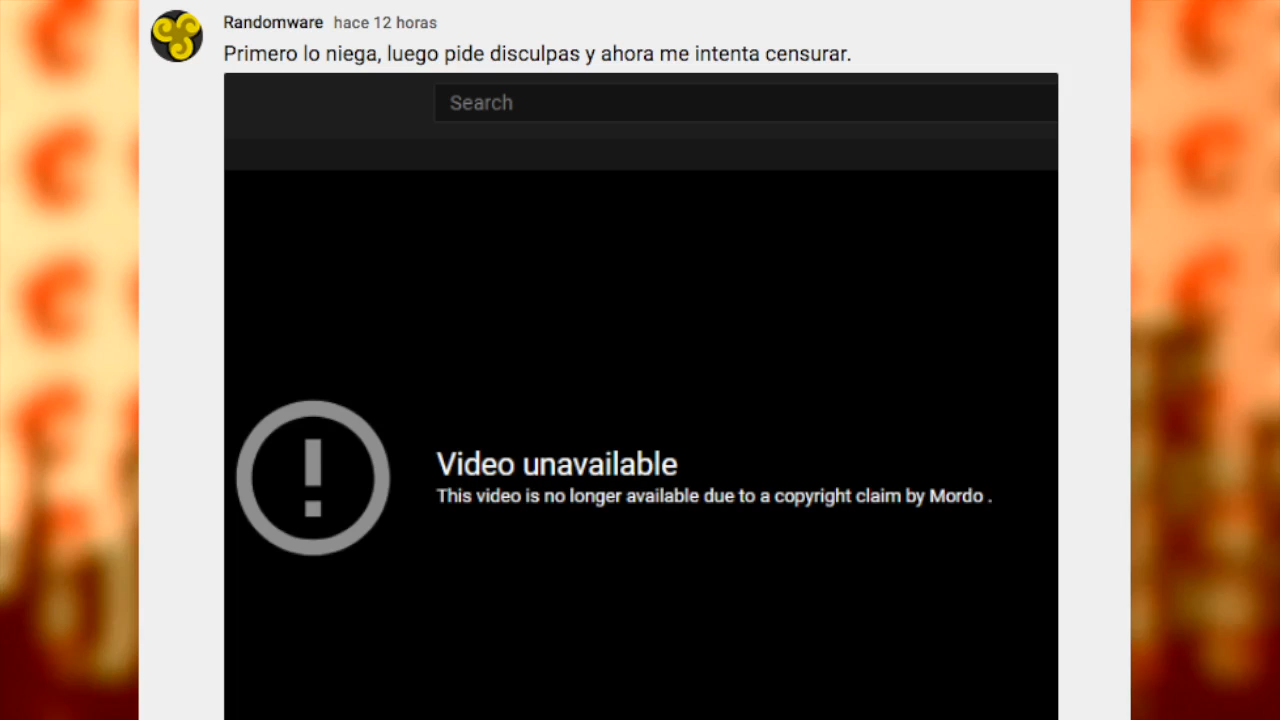 Randomware hace 12 horas
Primero lo niega, luego pide disculpas y ahora me intenta censurar.
Search
Video unavailable
This video is no longer available due to a copyright claim by Mordo .